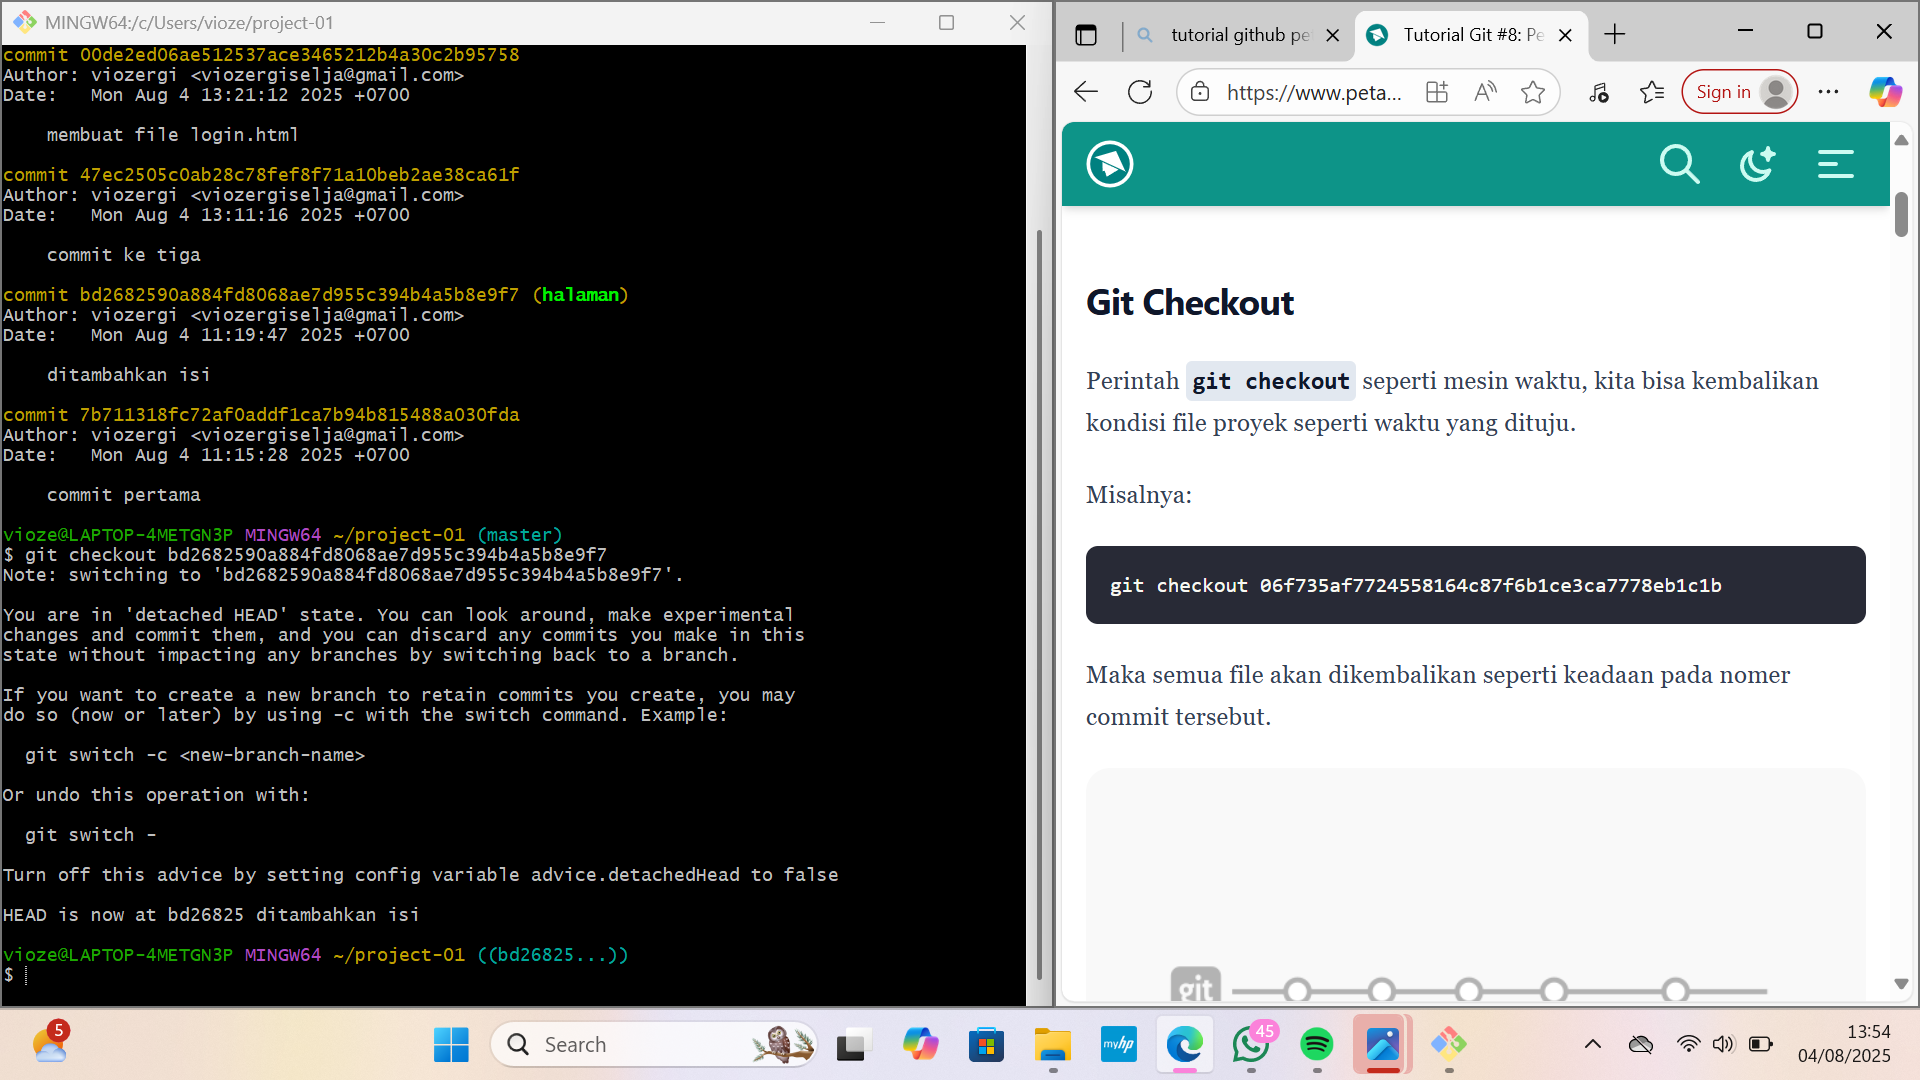 MINGW64:/c/Users/vioze/project-01
commit 00de2ed06ae512537ace3465212b4a30c2b95758
Author: viozergi <viozergiselja@gmail.com>
Date:   Mon Aug 4 13:21:12 2025 +0700
membuat file login.html
commit 47ec2505c0ab28c78fef8f71a10beb2ae38ca61f
Author: viozergi <viozergiselja@gmail.com>
Date:   Mon Aug 4 13:11:16 2025 +0700
commit ke tiga
commit bd2682590a884fd8068ae7d955c394b4a5b8e9f7 (halaman)
Author: viozergi <viozergiselja@gmail.com>
Date:   Mon Aug 4 11:19:47 2025 +0700
ditambahkan isi
commit 7b711318fc72af0addf1ca7b94b815488a030fda
Author: viozergi <viozergiselja@gmail.com>
Date:   Mon Aug 4 11:15:28 2025 +0700
commit pertama
vioze@LAPTOP-4METGN3P MINGW64 ~/project-01 (master)
$ git checkout bd2682590a884fd8068ae7d955c394b4a5b8e9f7
Note: switching to 'bd2682590a884fd8068ae7d955c394b4a5b8e9f7'.
You are in 'detached HEAD' state. You can look around, make experimental
changes and commit them, and you can discard any commits you make in this
state without impacting any branches by switching back to a branch.
If you want to create a new branch to retain commits you create, you may
do so (now or later) by using -c with the switch command. Example:
git switch -c <new-branch-name>
Or undo this operation with:
git switch -
Turn off this advice by setting config variable advice.detachedHead to false
HEAD is now at bd26825 ditambahkan isi
vioze@LAPTOP-4METGN3P MINGW64 ~/project-01 ((bd26825...))
$
tutorial github pe
Tutorial Git #8: Pe
https://www.peta...
Sign in
Git Checkout
Perintah git checkout seperti mesin waktu, kita bisa kembalikan
kondisi file proyek seperti waktu yang dituju.
Misalnya:
git checkout 06f735af7724558164c87f6b1ce3ca7778eb1c1b
Maka semua file akan dikembalikan seperti keadaan pada nomer
commit tersebut.
git
5
Search
myhp
45
13:54
04/08/2025